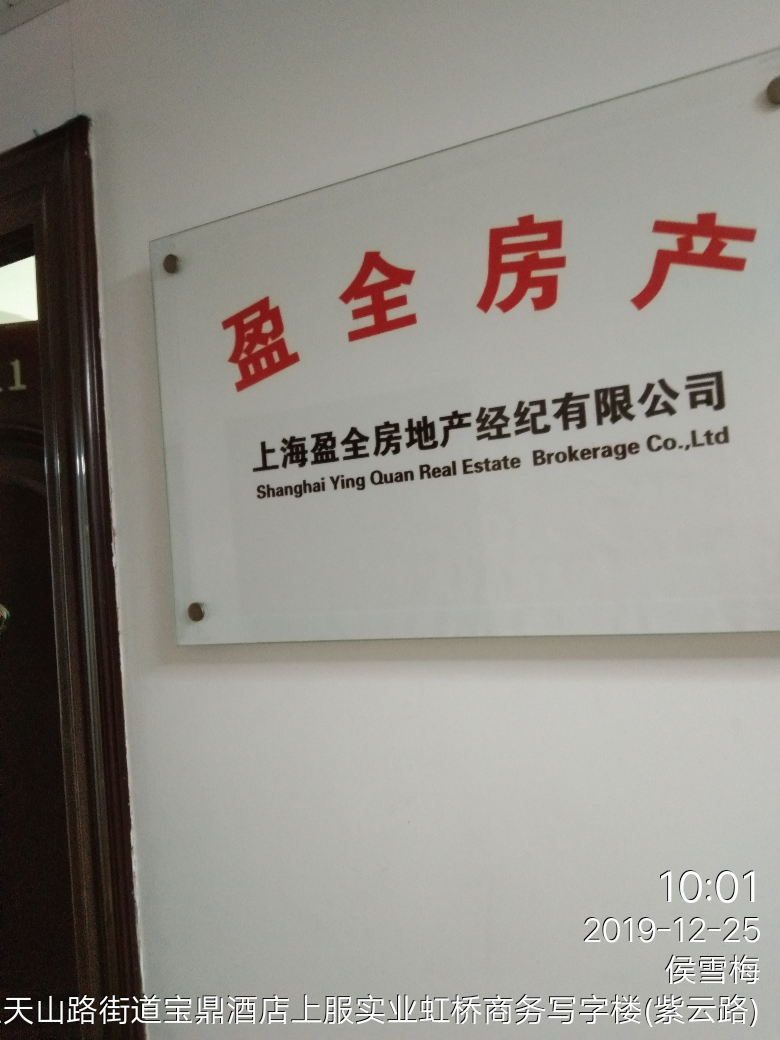 盈全房产
上海盈全房地产经纪有限公司
Shanghai Ying Quan Real Estate Brokerage Co.,Ltd
1
10:01
2019-12-25
侯雪梅
天山路街道宝鼎酒店上服实业虹桥商务写字楼(紫云路)